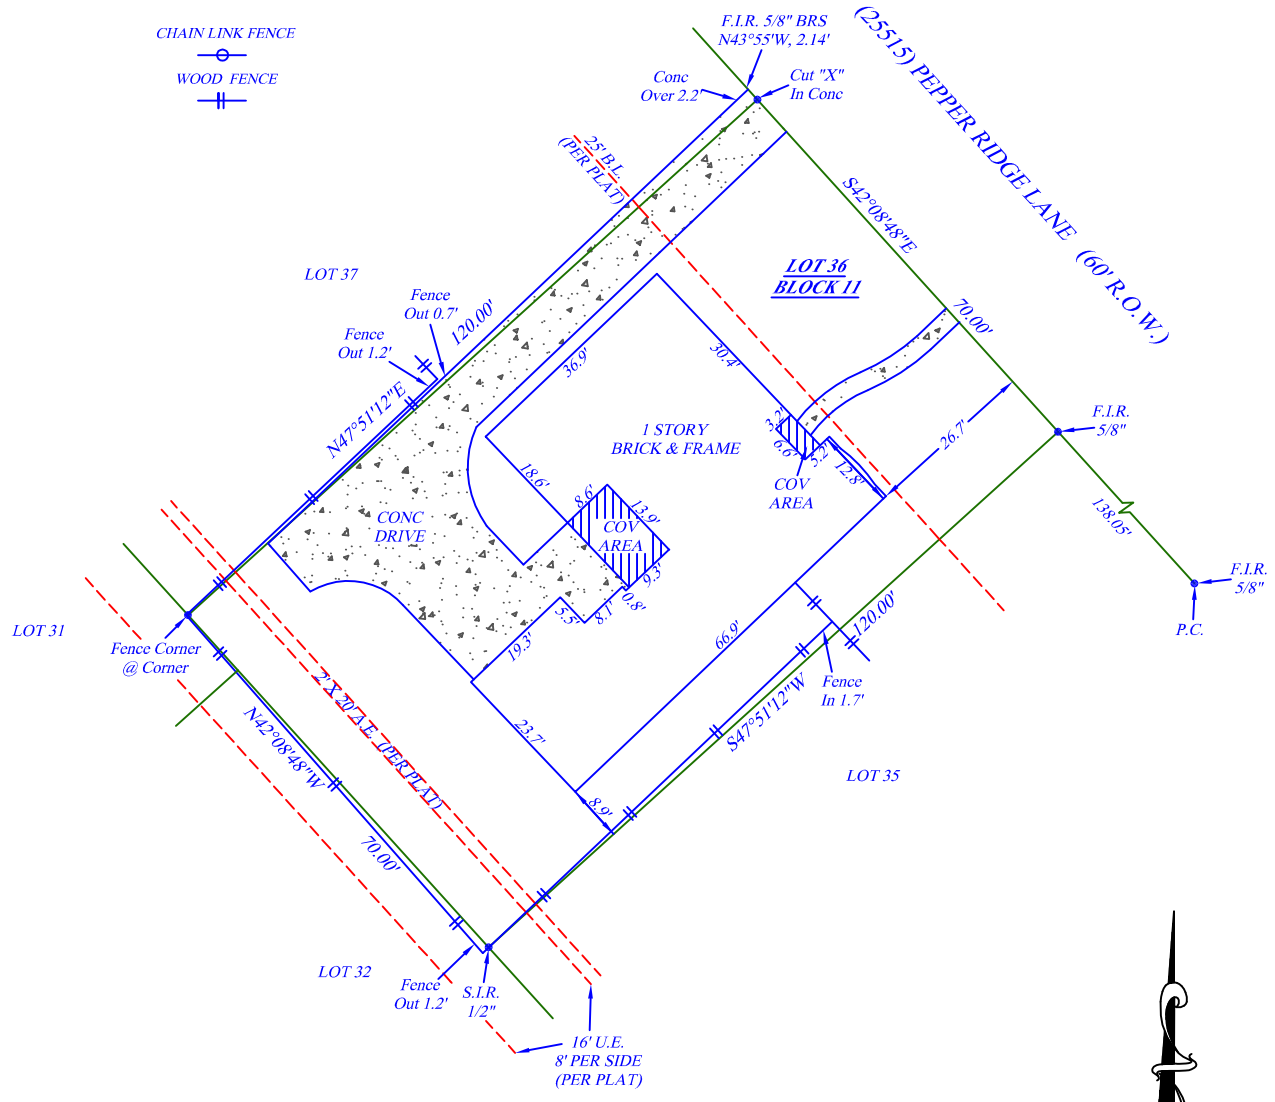 CHAIN LINK FENCE
WOOD FENCE
F.I.R. 5/8" BRS
N43°55'W, 2.14'
Conc
Over 2.2'
Cut "X"
In Conc
(25515) PEPPER RIDGE LANE (60' R.O.W.)
25' B.L.
(PER PLAT)
S42°08'48"E
70.00'
LOT 36
BLOCK 11
LOT 37
Fence
Out 0.7'
Fence
Out 1.2'
120.00'
N47°51'12"E
36.9'
30.4'
1 STORY
BRICK & FRAME
3.2'
6.6'
5.2'
12.8'
COV
AREA
26.7'
F.I.R.
5/8"
138.05'
F.I.R.
5/8"
P.C.
18.6'
8.6'
13.9'
COV
AREA
9.3'
0.8'
8.1'
5.5'
19.3'
CONC
DRIVE
LOT 31
Fence Corner
@ Corner
66.9'
120.00'
S47°51'12"W
Fence
In 1.7'
2' X 20' A.E. (PER PLAT)
23.7'
8.9'
N42°08'48"W
70.00'
LOT 35
LOT 32
Fence
Out 1.2'
S.I.R.
1/2"
16' U.E.
8' PER SIDE
(PER PLAT)